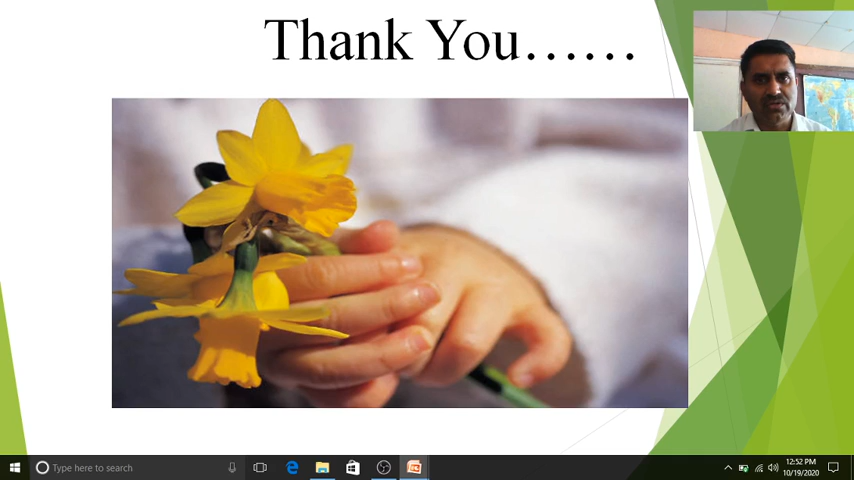 Thank You......
Type here to search
12:52 PM
10/19/2020